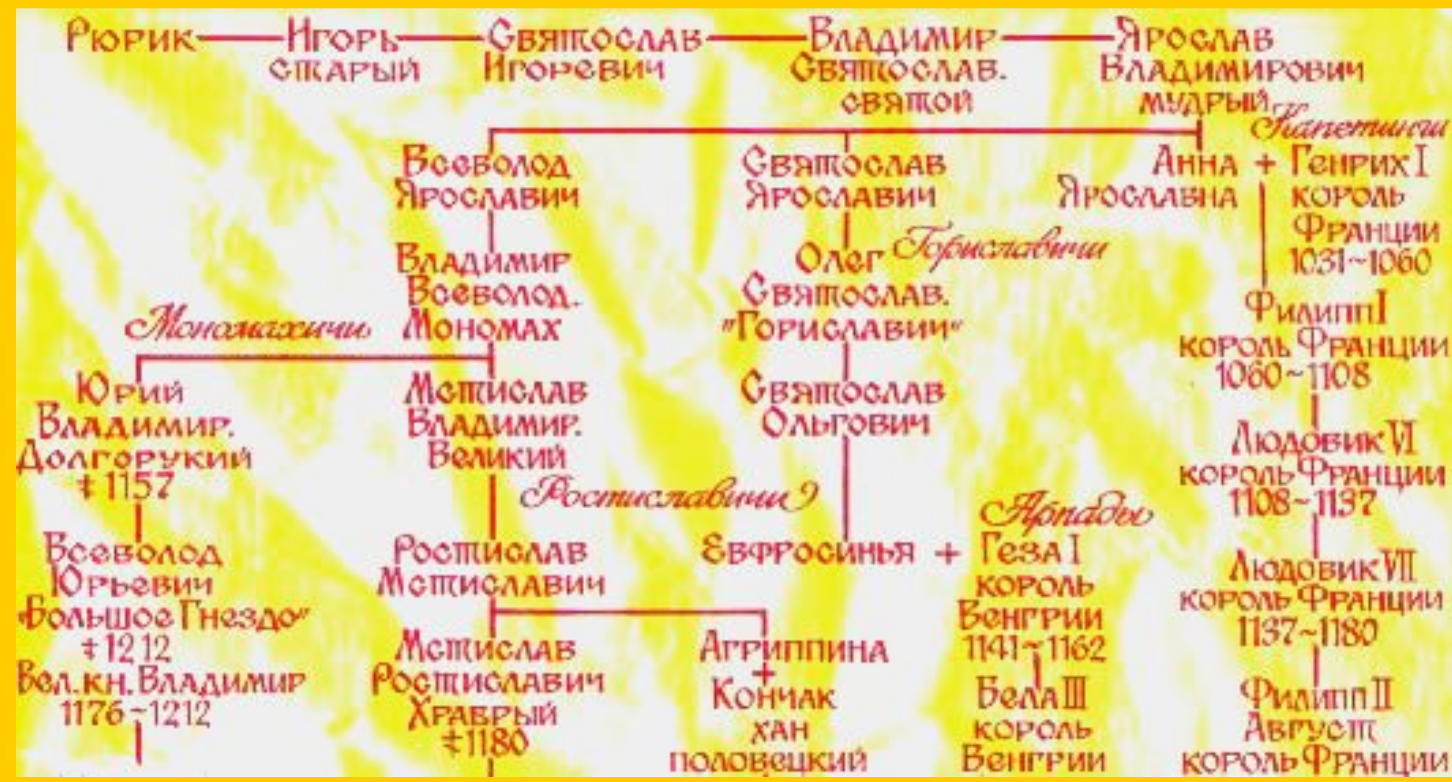 Рюрик — Игорь — Святослав — Владимир — Ярослав
старый Игоревич Святослав. Владимирович
святой мудрый
Капетинги
Всеволод Святослав Анна + Генрих I
Ярославич Ярославич Ярославна король
Франции
1031~1060
Владимир Олег Гориславичи
Всеволод. Святослав.
Мономах "Гориславич"
Мономахичи
Филипп I
король Франции
1060~1108
Юрий Мстислав Святослав
Владимир. Владимир. Ольгович
Долгорукий Великий
‡ 1157
Людовик VI
король Франции
1108~1137
Ростиславичи
Арпады
Всеволод Ростислав Евфросинья + Геза I
Юрьевич Мстиславич король
"Большое Гнездо" Венгрии
‡ 1212 1141~1162
Вел. кн. Владимир
1176~1212
Людовик VII
король Франции
1137~1180
Мстислав Агриппина
Ростиславич +
Храбрый Кончак
‡1180 хан
половецкий
Бела III
король
Венгрии
Филипп II
Август
король Франции